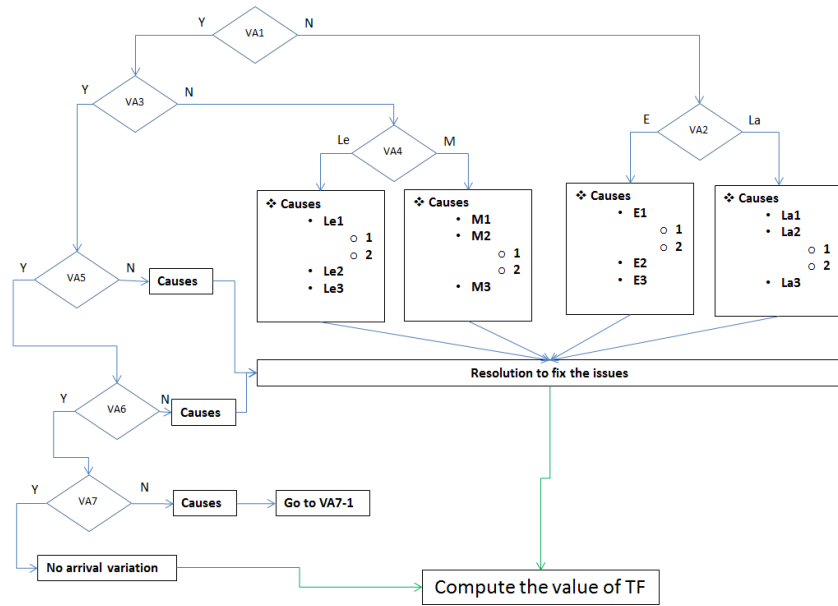 Y
VA1
N
Y
VA3
N
Le
VA4
M
E
VA2
La
❖ Causes
• Le1
○ 1
○ 2
• Le2
• Le3
❖ Causes
• M1
• M2
○ 1
○ 2
• M3
❖ Causes
• E1
○ 1
○ 2
• E2
• E3
❖ Causes
• La1
• La2
○ 1
○ 2
• La3
Y
VA5
N
Causes
Resolution to fix the issues
Y
VA6
N
Causes
Y
VA7
N
Causes
Go to VA7-1
No arrival variation
Compute the value of TF